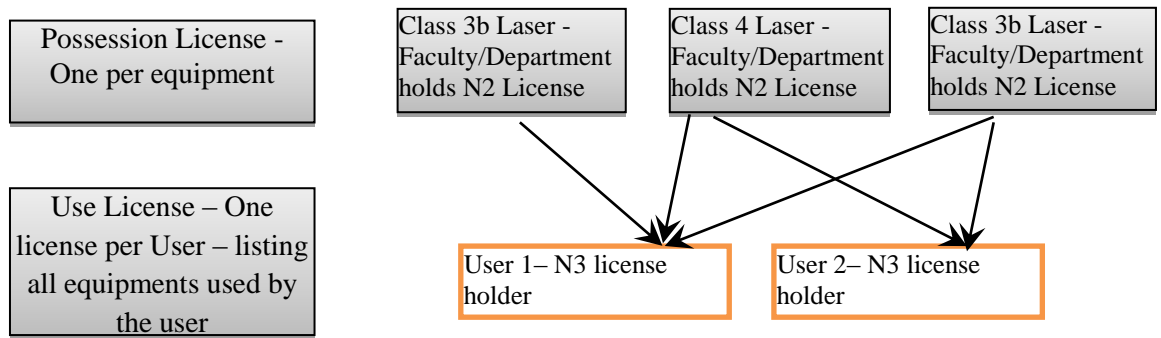 Possession License -
One per equipment
Class 3b Laser -
Faculty/Department
holds N2 License
Class 4 Laser -
Faculty/Department
holds N2 License
Class 3b Laser -
Faculty/Department
holds N2 License
Use License – One
license per User – listing
all equipments used by
the user
User 1– N3 license
holder
User 2– N3 license
holder